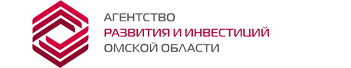 АГЕНТСТВО
РАЗВИТИЯ И ИНВЕСТИЦИЙ
ОМСКОЙ ОБЛАСТИ